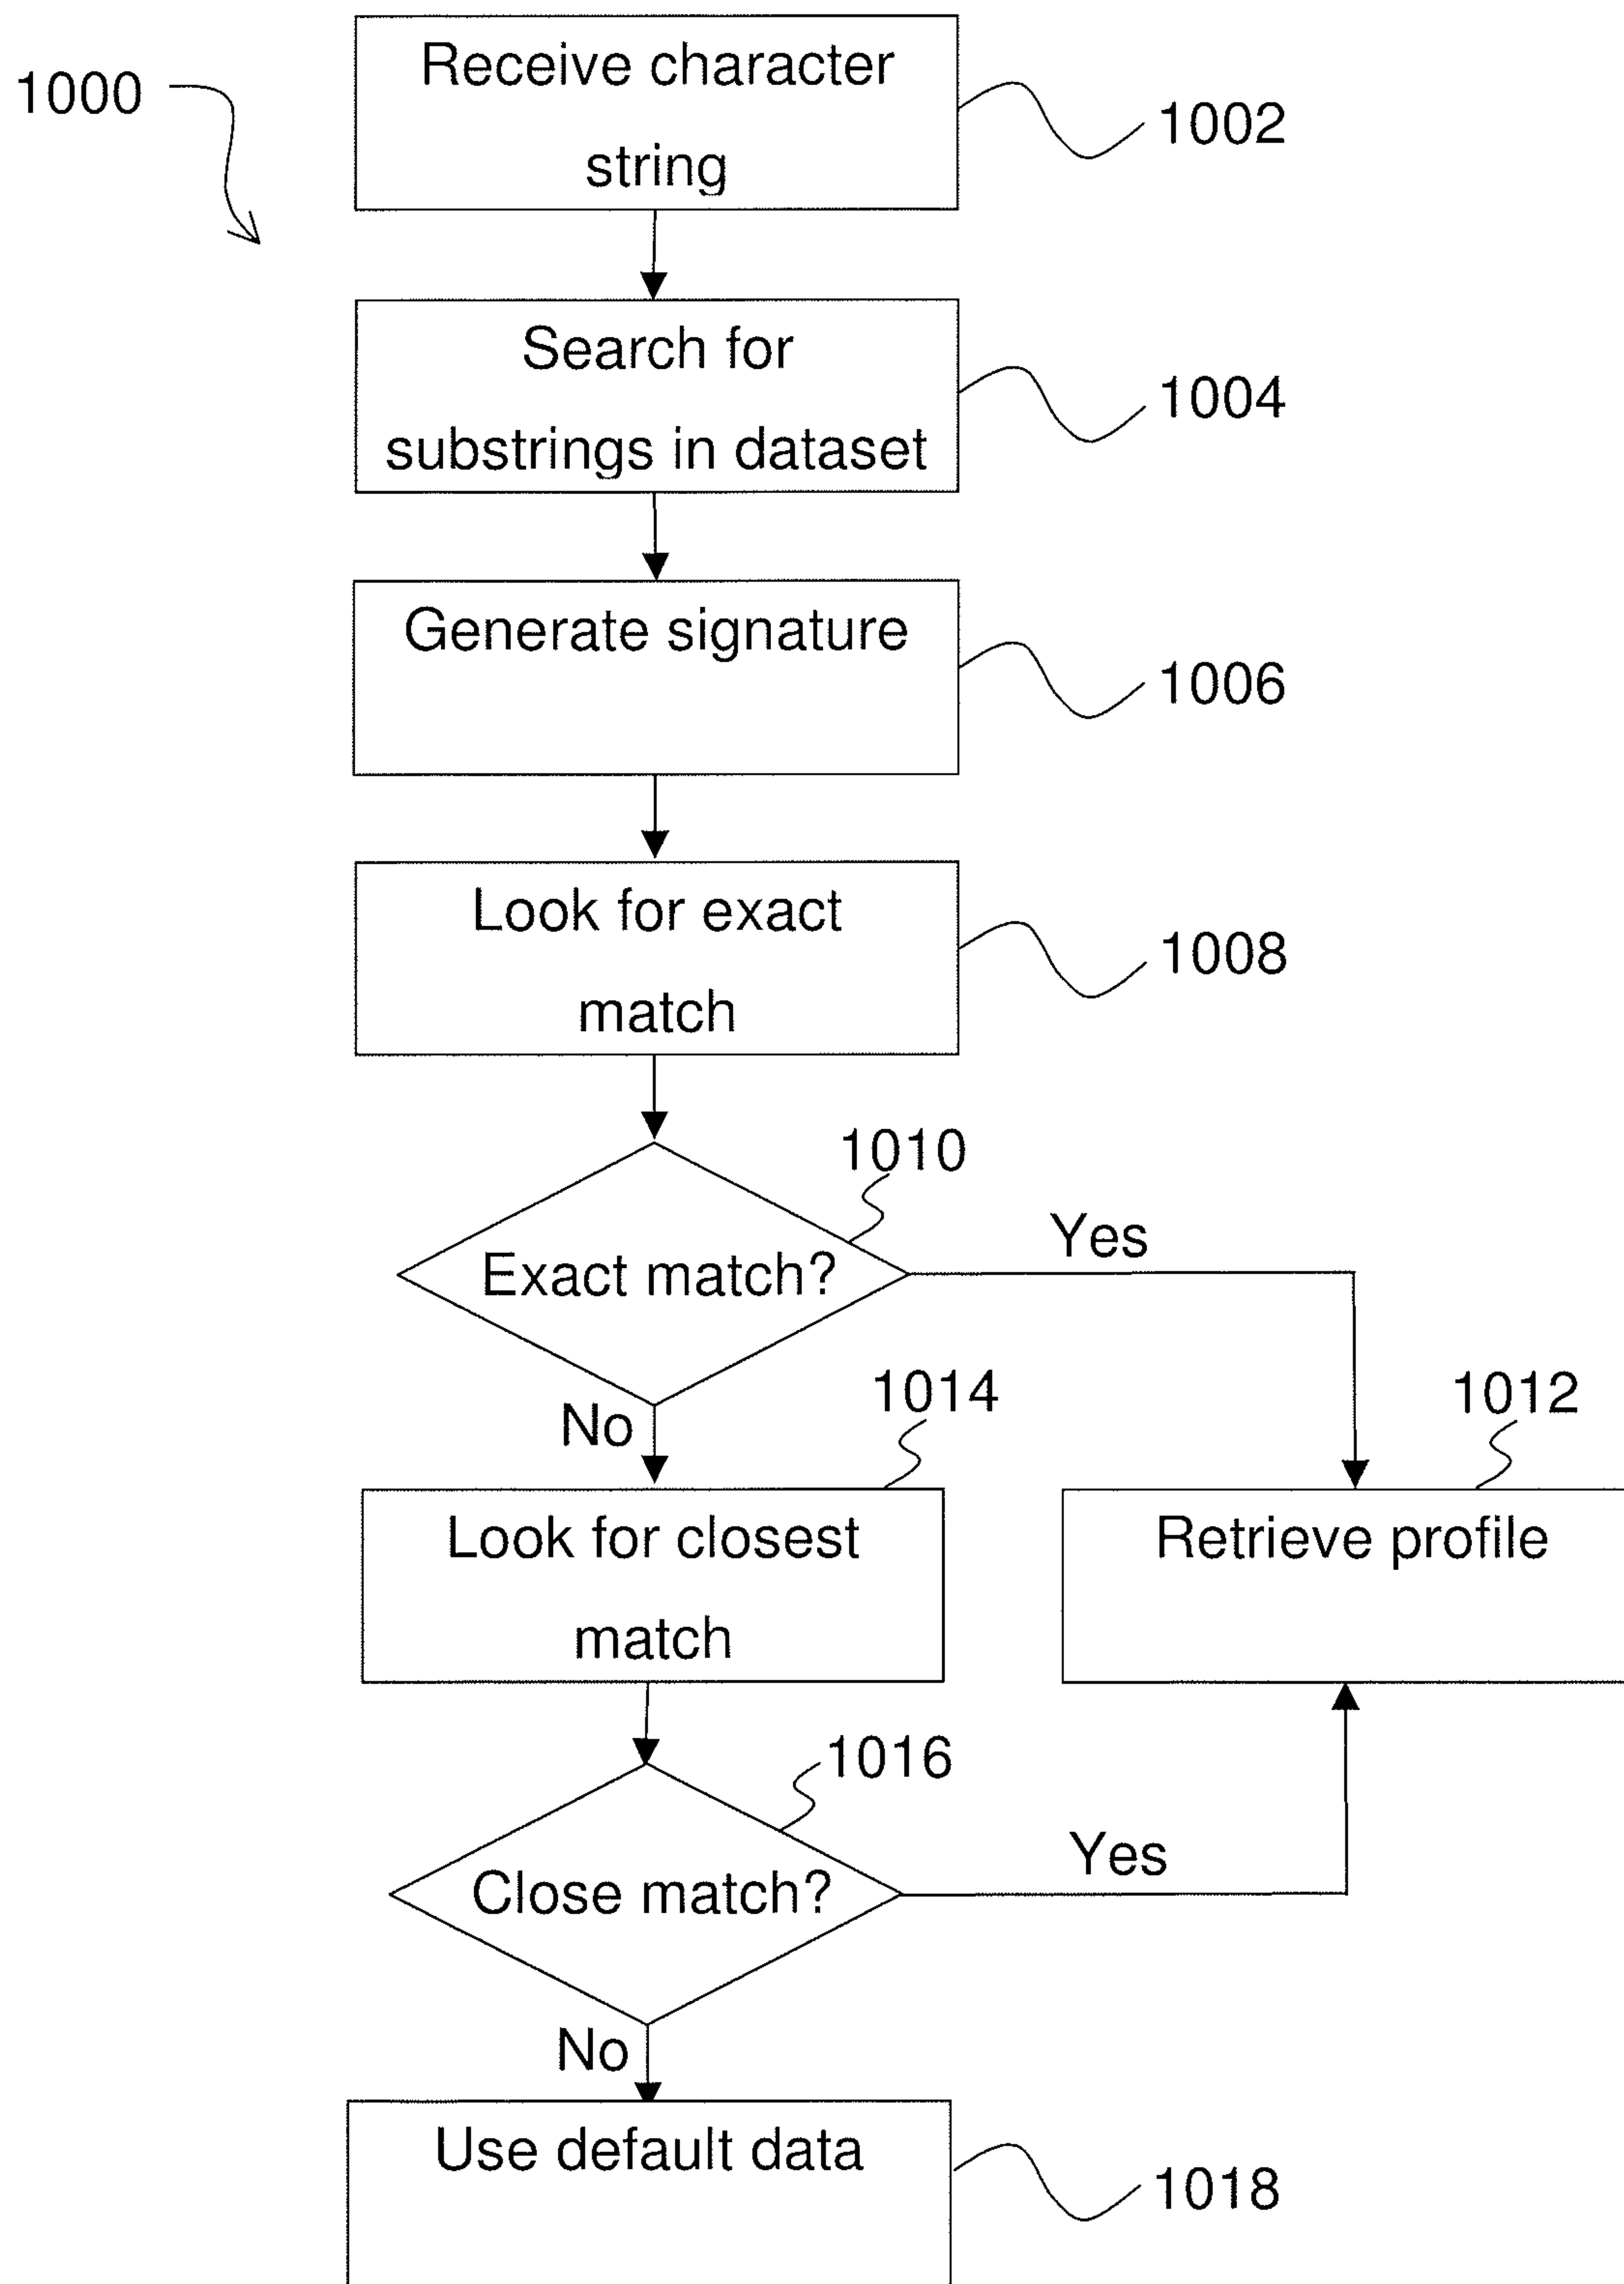 1000
Receive character
string
1002
Search for
substrings in dataset
1004
Generate signature
1006
Look for exact
match
1008
1010
Exact match?
Yes
No
1014
1012
Look for closest
match
Retrieve profile
1016
Close match?
Yes
No
Use default data
1018